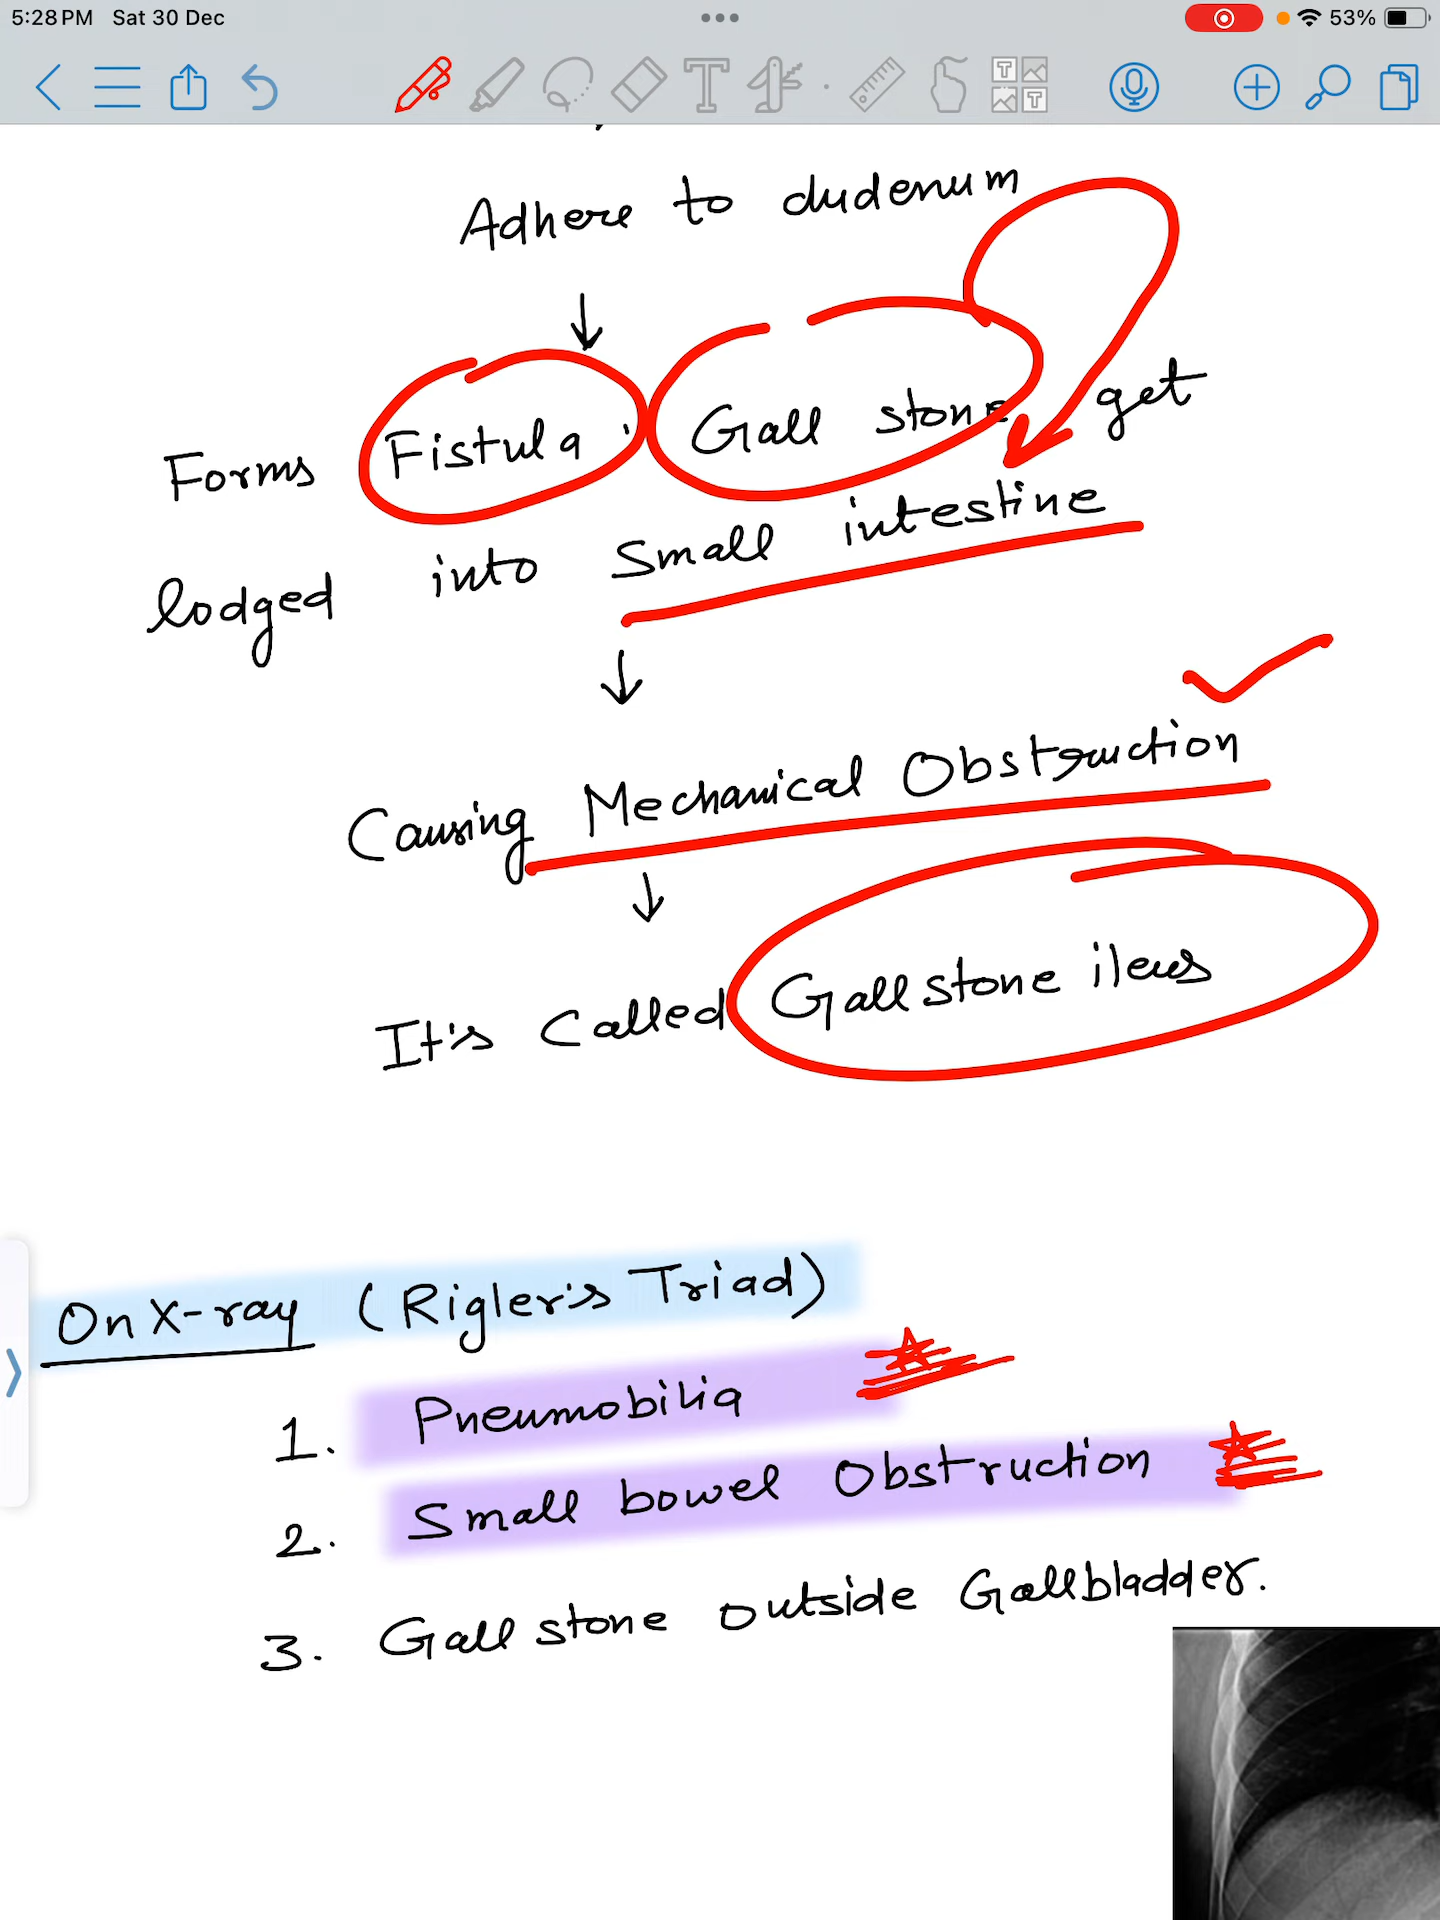 5:28 PM Sat 30 Dec 53%
Adhere to dudenum
Forms Fistula Gall stone get
lodged into Small intestine
Causing Mechanical Obstruction
It's Called Gall stone ileus
On X-ray (Rigler's Triad)
1. Pneumobilia
2. Small bowel Obstruction
3. Gall stone outside Gallbladder.